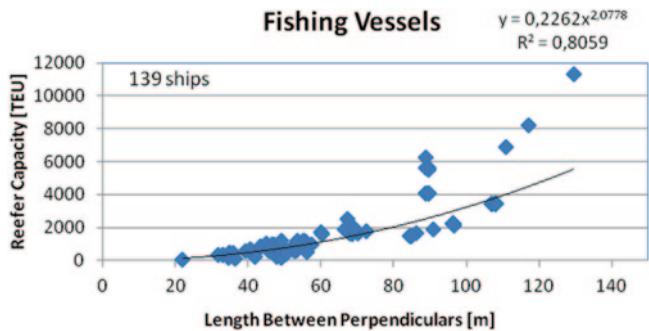 Fishing Vessels
y = 0,2262x^2,0778
R² = 0,8059
139 ships
Reefer Capacity [TEU]
12000
10000
8000
6000
4000
2000
0
0 20 40 60 80 100 120 140
Length Between Perpendiculars [m]